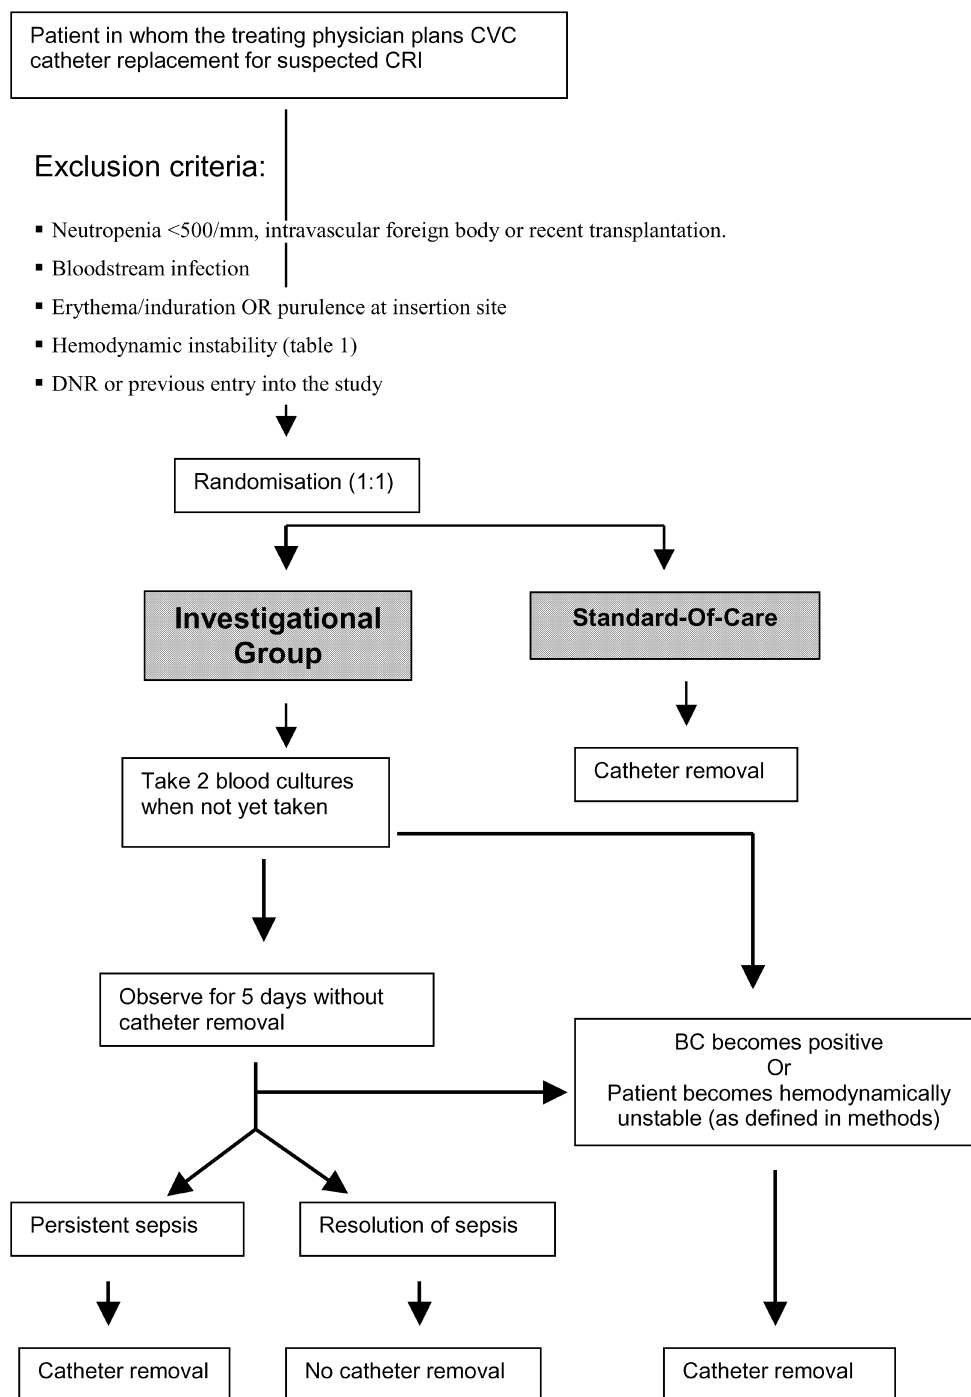 Patient in whom the treating physician plans CVC
catheter replacement for suspected CRI
Exclusion criteria:
▪ Neutropenia <500/mm, intravascular foreign body or recent transplantation.
▪ Bloodstream infection
▪ Erythema/induration OR purulence at insertion site
▪ Hemodynamic instability (table 1)
▪ DNR or previous entry into the study
Randomisation (1:1)
Investigational
Group
Standard-Of-Care
Take 2 blood cultures
when not yet taken
Catheter removal
Observe for 5 days without
catheter removal
BC becomes positive
Or
Patient becomes hemodynamically
unstable (as defined in methods)
Persistent sepsis
Resolution of sepsis
Catheter removal
No catheter removal
Catheter removal